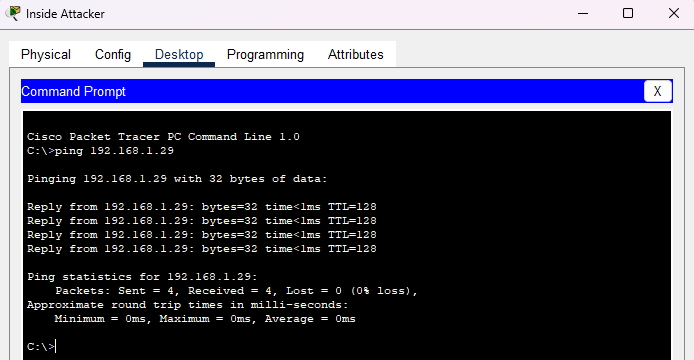 Inside Attacker
Physical Config Desktop Programming Attributes
Command Prompt X
Cisco Packet Tracer PC Command Line 1.0
C:\>ping 192.168.1.29
Pinging 192.168.1.29 with 32 bytes of data:
Reply from 192.168.1.29: bytes=32 time<1ms TTL=128
Reply from 192.168.1.29: bytes=32 time<1ms TTL=128
Reply from 192.168.1.29: bytes=32 time<1ms TTL=128
Reply from 192.168.1.29: bytes=32 time<1ms TTL=128
Ping statistics for 192.168.1.29:
Packets: Sent = 4, Received = 4, Lost = 0 (0% loss),
Approximate round trip times in milli-seconds:
Minimum = 0ms, Maximum = 0ms, Average = 0ms
C:\>